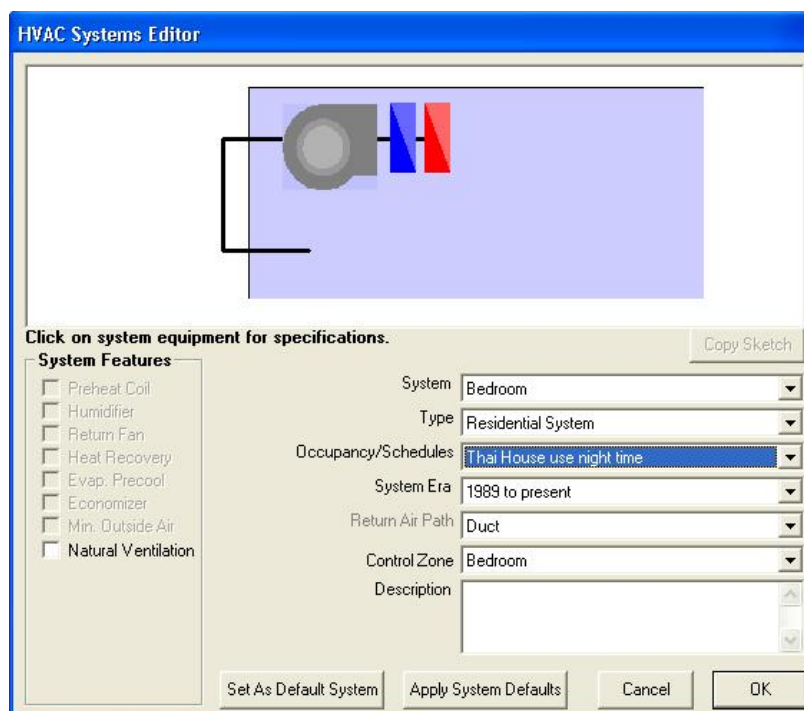 HVAC Systems Editor
Click on system equipment for specifications.
Copy Sketch
System Features
Preheat Coil
Humidifier
Return Fan
Heat Recovery
Evap. Precool
Economizer
Min. Outside Air
Natural Ventilation
System Bedroom
Type Residential System
Occupancy/Schedules Thai House use night time
System Era 1989 to present
Return Air Path Duct
Control Zone Bedroom
Description
Set As Default System Apply System Defaults Cancel OK